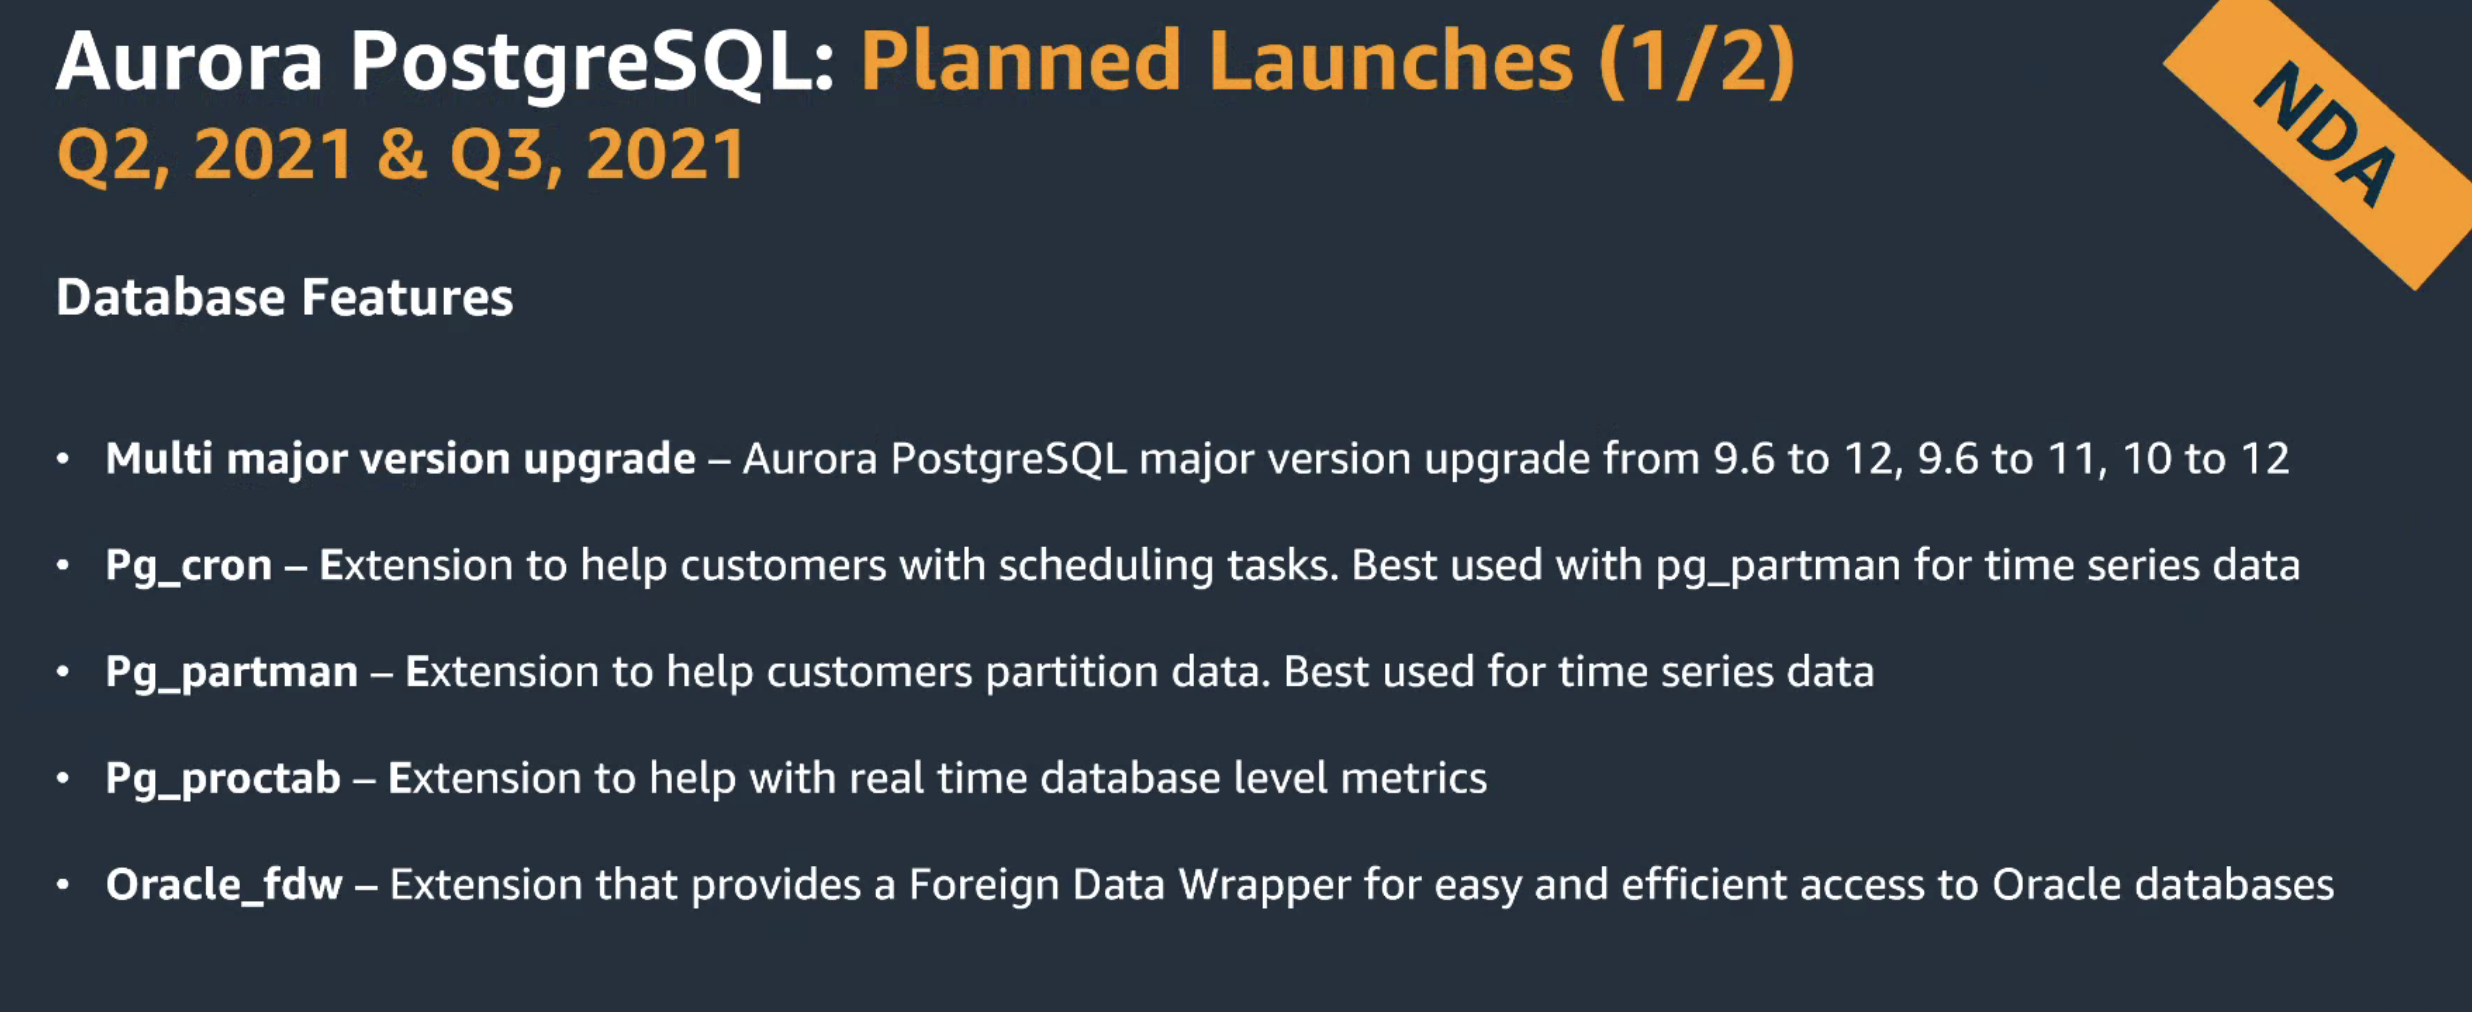 Aurora PostgreSQL: Planned Launches (1/2)
Q2, 2021 & Q3, 2021
NDA
Database Features
• Multi major version upgrade – Aurora PostgreSQL major version upgrade from 9.6 to 12, 9.6 to 11, 10 to 12
• Pg_cron – Extension to help customers with scheduling tasks. Best used with pg_partman for time series data
• Pg_partman – Extension to help customers partition data. Best used for time series data
• Pg_proctab – Extension to help with real time database level metrics
• Oracle_fdw – Extension that provides a Foreign Data Wrapper for easy and efficient access to Oracle databases